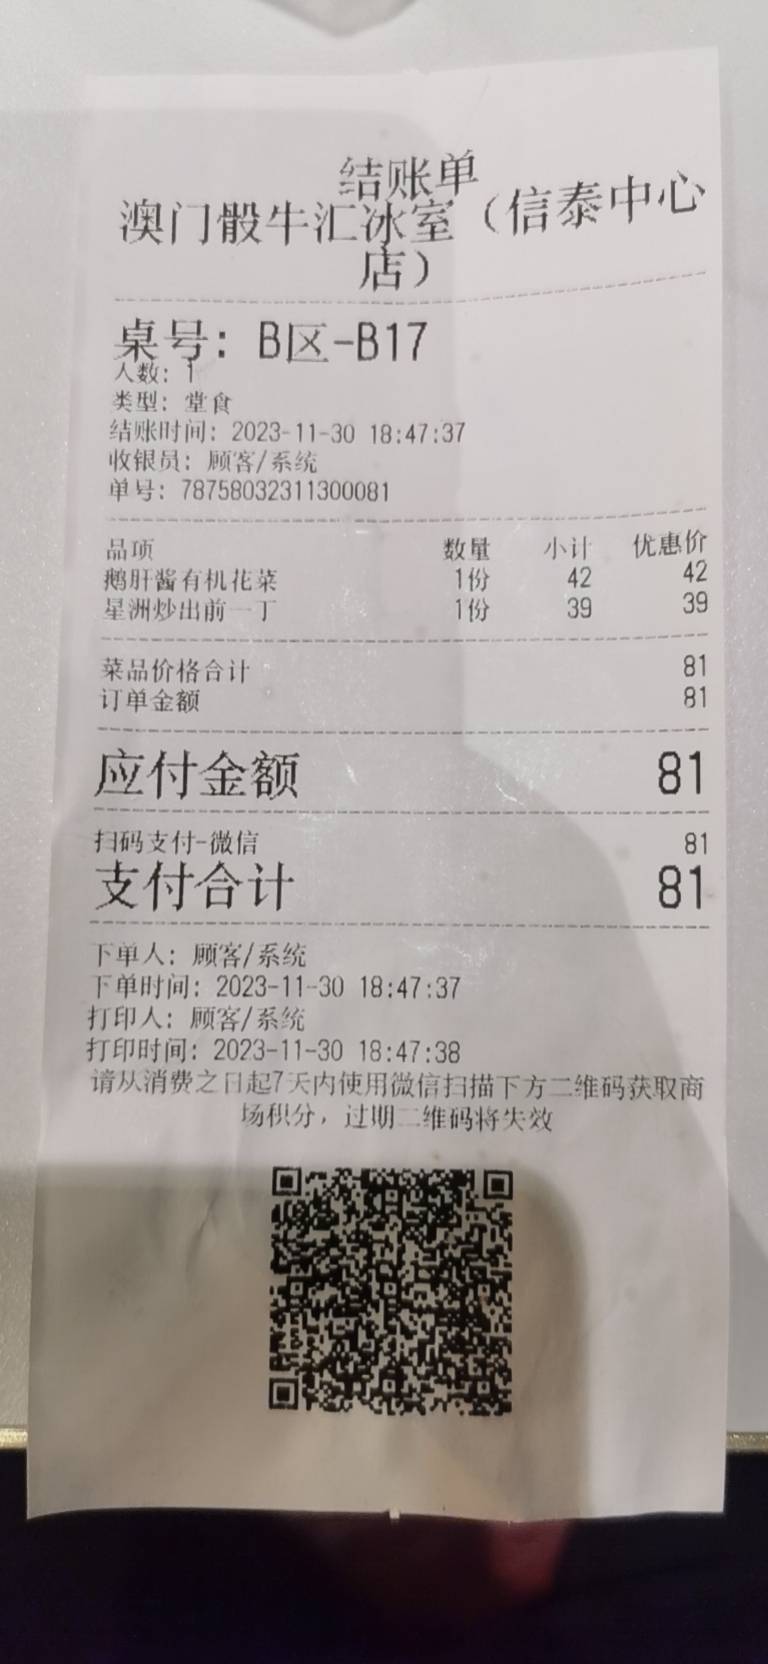 结账单
澳门骰牛汇冰室（信泰中心
店）
桌号: B区-B17
人数: 1
类型: 堂食
结账时间: 2023-11-30 18:47:37
收银员: 顾客/系统
单号: 78758032311300081
品项 数量 小计 优惠价
鹅肝酱有机花菜 1份 42 42
星洲炒出前一丁 1份 39 39
菜品价格合计 81
订单金额 81
应付金额 81
扫码支付-微信 81
支付合计 81
下单人: 顾客/系统
下单时间: 2023-11-30 18:47:37
打印人: 顾客/系统
打印时间: 2023-11-30 18:47:38
请从消费之日起7天内使用微信扫描下方二维码获取商
场积分，过期二维码将失效